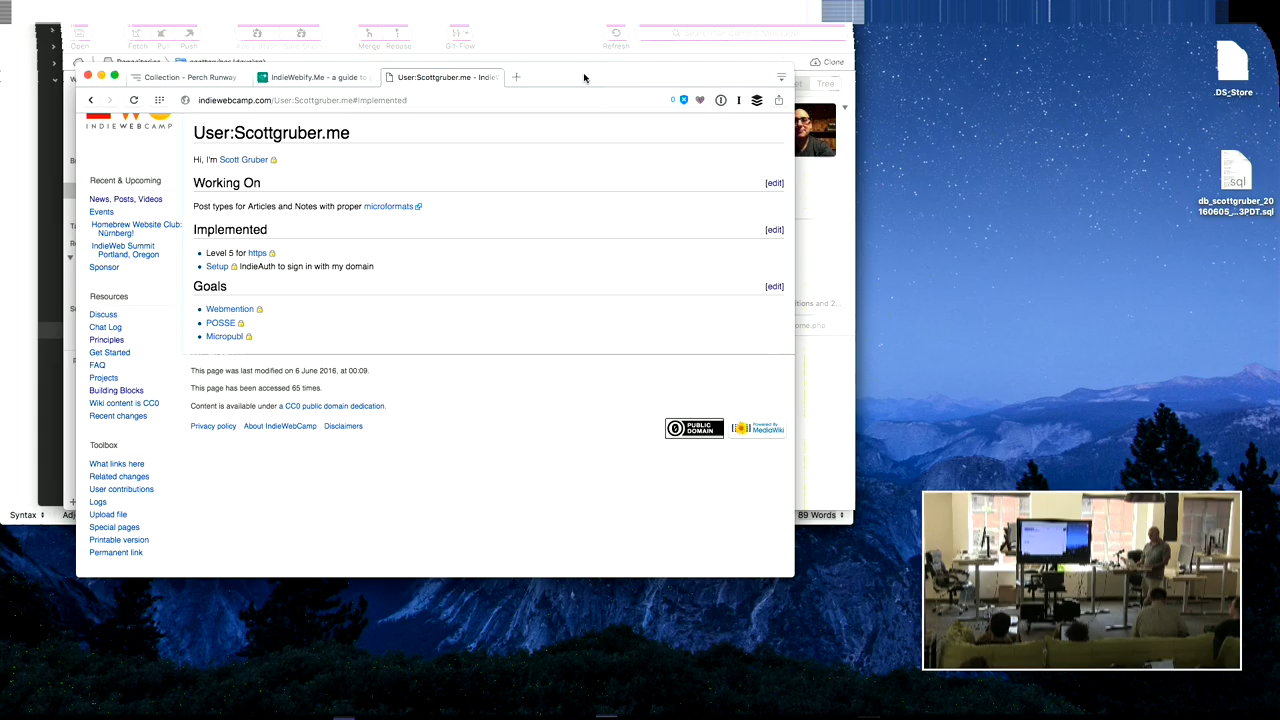 Open Fetch Pull Push Merge Rebase Git-Flow Refresh
Clone
Collection - Perch Runway
IndieWebify.Me - a guide to
User:Scottgruber.me - IndieW
Tree
indiewebcamp.com/User:Scottgruber.me#Implemented
0
INDIEWEBCAMP
User:Scottgruber.me
Hi, I'm Scott Gruber
Working On
[edit]
Post types for Articles and Notes with proper microformats
Implemented
[edit]
Level 5 for https
Setup IndieAuth to sign in with my domain
Goals
[edit]
Webmention
POSSE
Micropubl
This page was last modified on 6 June 2016, at 00:09.
This page has been accessed 65 times.
Content is available under a CC0 public domain dedication.
Privacy policy About IndieWebCamp Disclaimers
PUBLIC
DOMAIN
Powered By
MediaWiki
Recent & Upcoming
News, Posts, Videos
Events
Homebrew Website Club:
Nürnberg!
IndieWeb Summit
Portland, Oregon
Sponsor
Resources
Discuss
Chat Log
Principles
Get Started
FAQ
Projects
Building Blocks
Wiki content is CC0
Recent changes
Toolbox
What links here
Related changes
User contributions
Logs
Upload file
Special pages
Printable version
Permanent link
Syntax
89 Words
.DS_Store
sql
db_scottgruber_20
160605_...3PDT.sql